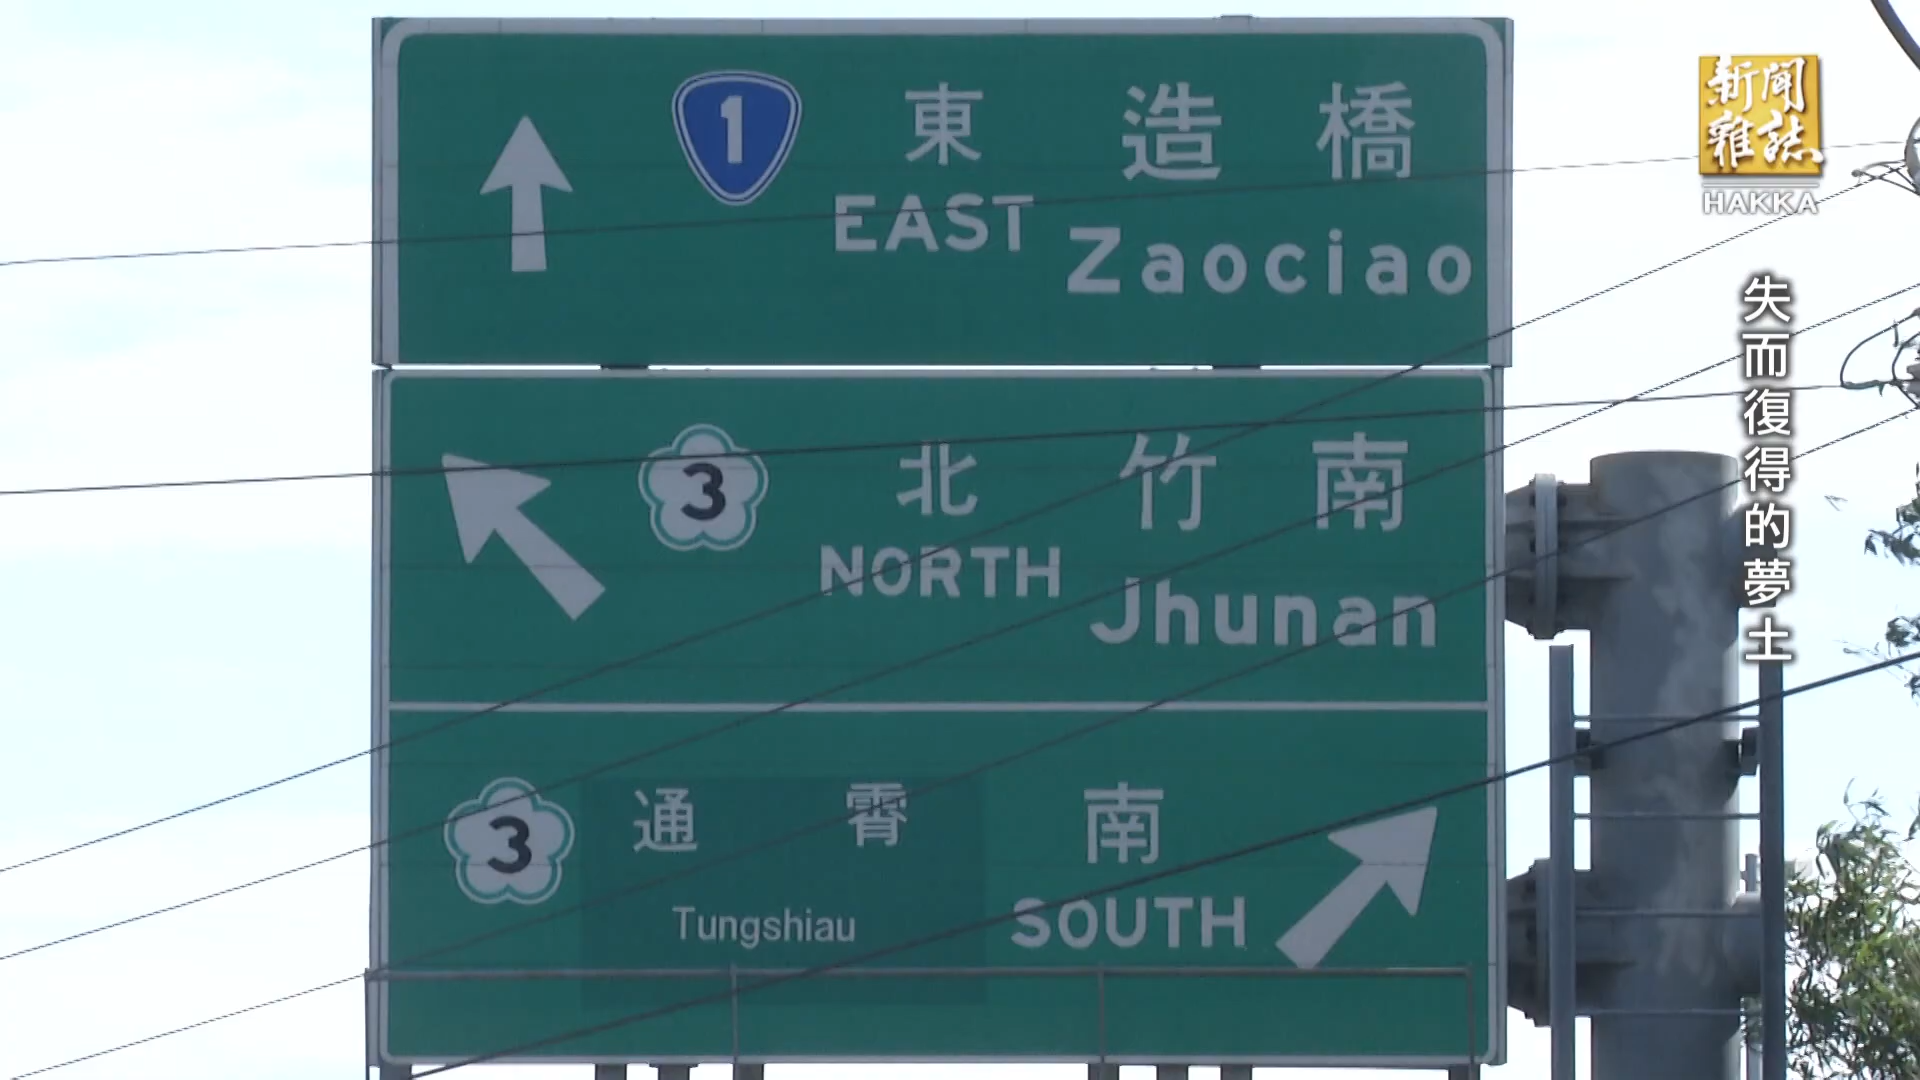 1 東 造橋
EAST Zaociao
3 北 竹南
NORTH Jhunan
3 通霄 南
Tungshiau SOUTH
新聞
雜誌
HAKKA
失而復得的夢土